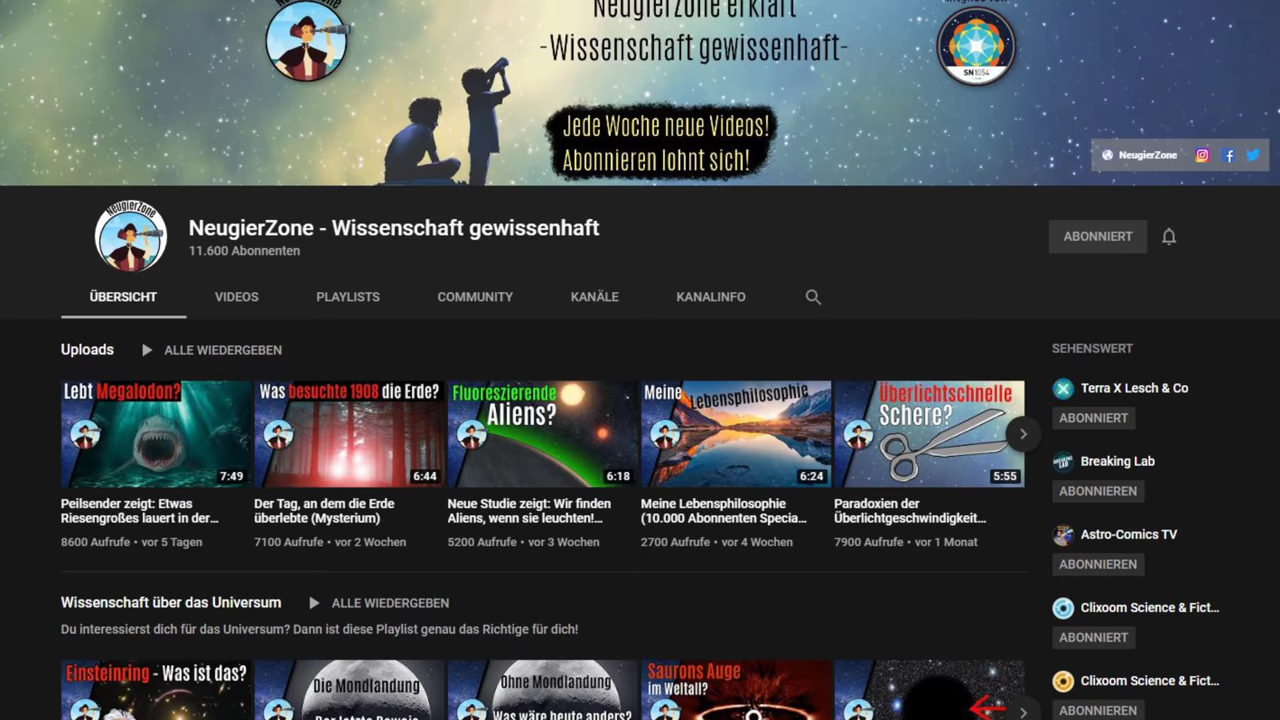 NeugierZone
Neugierzone erklärt
-Wissenschaft gewissenhaft-
SN1054
Jede Woche neue Videos!
Abonnieren lohnt sich!
NeugierZone
NeugierZone
NeugierZone - Wissenschaft gewissenhaft
11.600 Abonnenten
ABONNIERT
ÜBERSICHT VIDEOS PLAYLISTS COMMUNITY KANÄLE KANALINFO
Uploads ALLE WIEDERGEBEN
SEHENSWERT
Lebt Megalodon?
7:49
Was besuchte 1908 die Erde?
6:44
Fluoreszierende
Aliens?
6:18
Meine Lebensphilosophie
6:24
Überlichtschnelle
Schere?
5:55
Peilsender zeigt: Etwas
Riesengroßes lauert in der...
8600 Aufrufe • vor 5 Tagen
Der Tag, an dem die Erde
überlebte (Mysterium)
7100 Aufrufe • vor 2 Wochen
Neue Studie zeigt: Wir finden
Aliens, wenn sie leuchten!...
5200 Aufrufe • vor 3 Wochen
Meine Lebensphilosophie
(10.000 Abonnenten Specia...
2700 Aufrufe • vor 4 Wochen
Paradoxien der
Überlichtgeschwindigkeit...
7900 Aufrufe • vor 1 Monat
Terra X Lesch & Co
ABONNIERT
Breaking Lab
ABONNIEREN
Astro-Comics TV
ABONNIEREN
Clixoom Science & Fict...
ABONNIERT
Clixoom Science & Fict...
ABONNIEREN
Wissenschaft über das Universum ALLE WIEDERGEBEN
Du interessierst dich für das Universum? Dann ist diese Playlist genau das Richtige für dich!
Einsteinring - Was ist das?
Die Mondlandung
Der letzte Beweis
Ohne Mondlandung
Was wäre heute anders?
Saurons Auge
im Weltall?